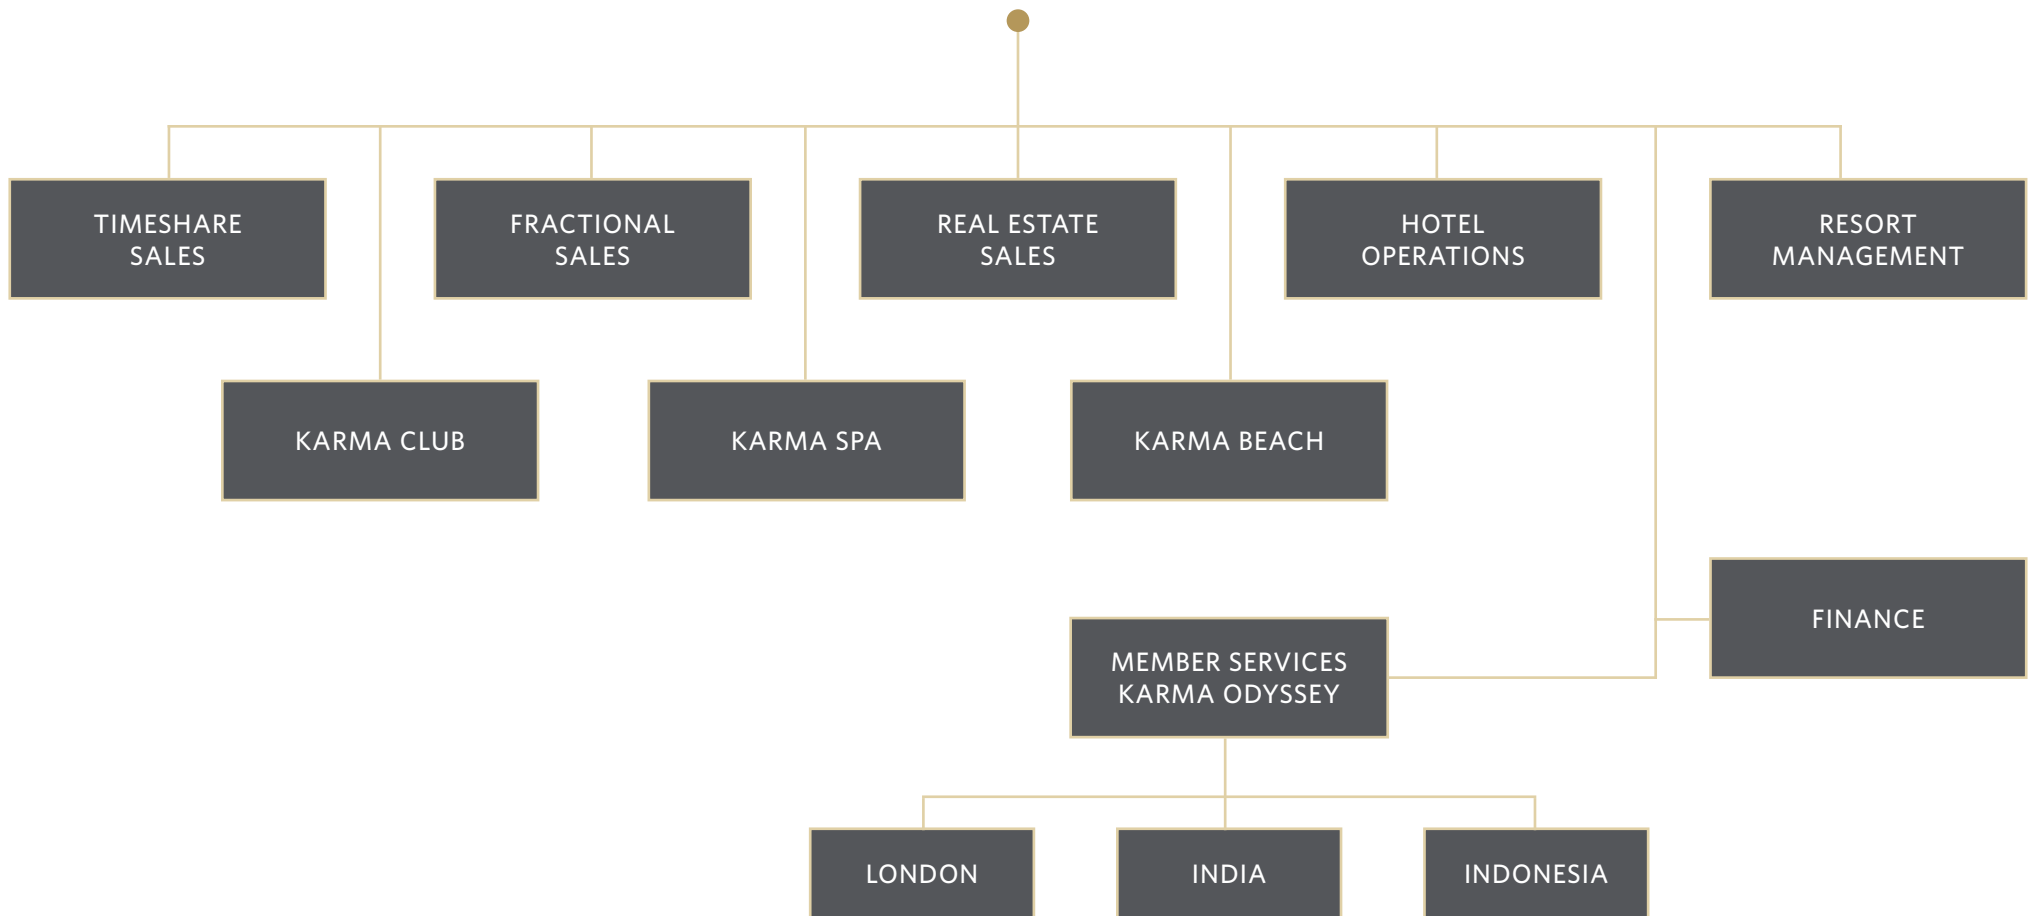 TIMESHARE
SALES
FRACTIONAL
SALES
REAL ESTATE
SALES
HOTEL
OPERATIONS
RESORT
MANAGEMENT
KARMA CLUB
KARMA SPA
KARMA BEACH
FINANCE
MEMBER SERVICES
KARMA ODYSSEY
LONDON
INDIA
INDONESIA